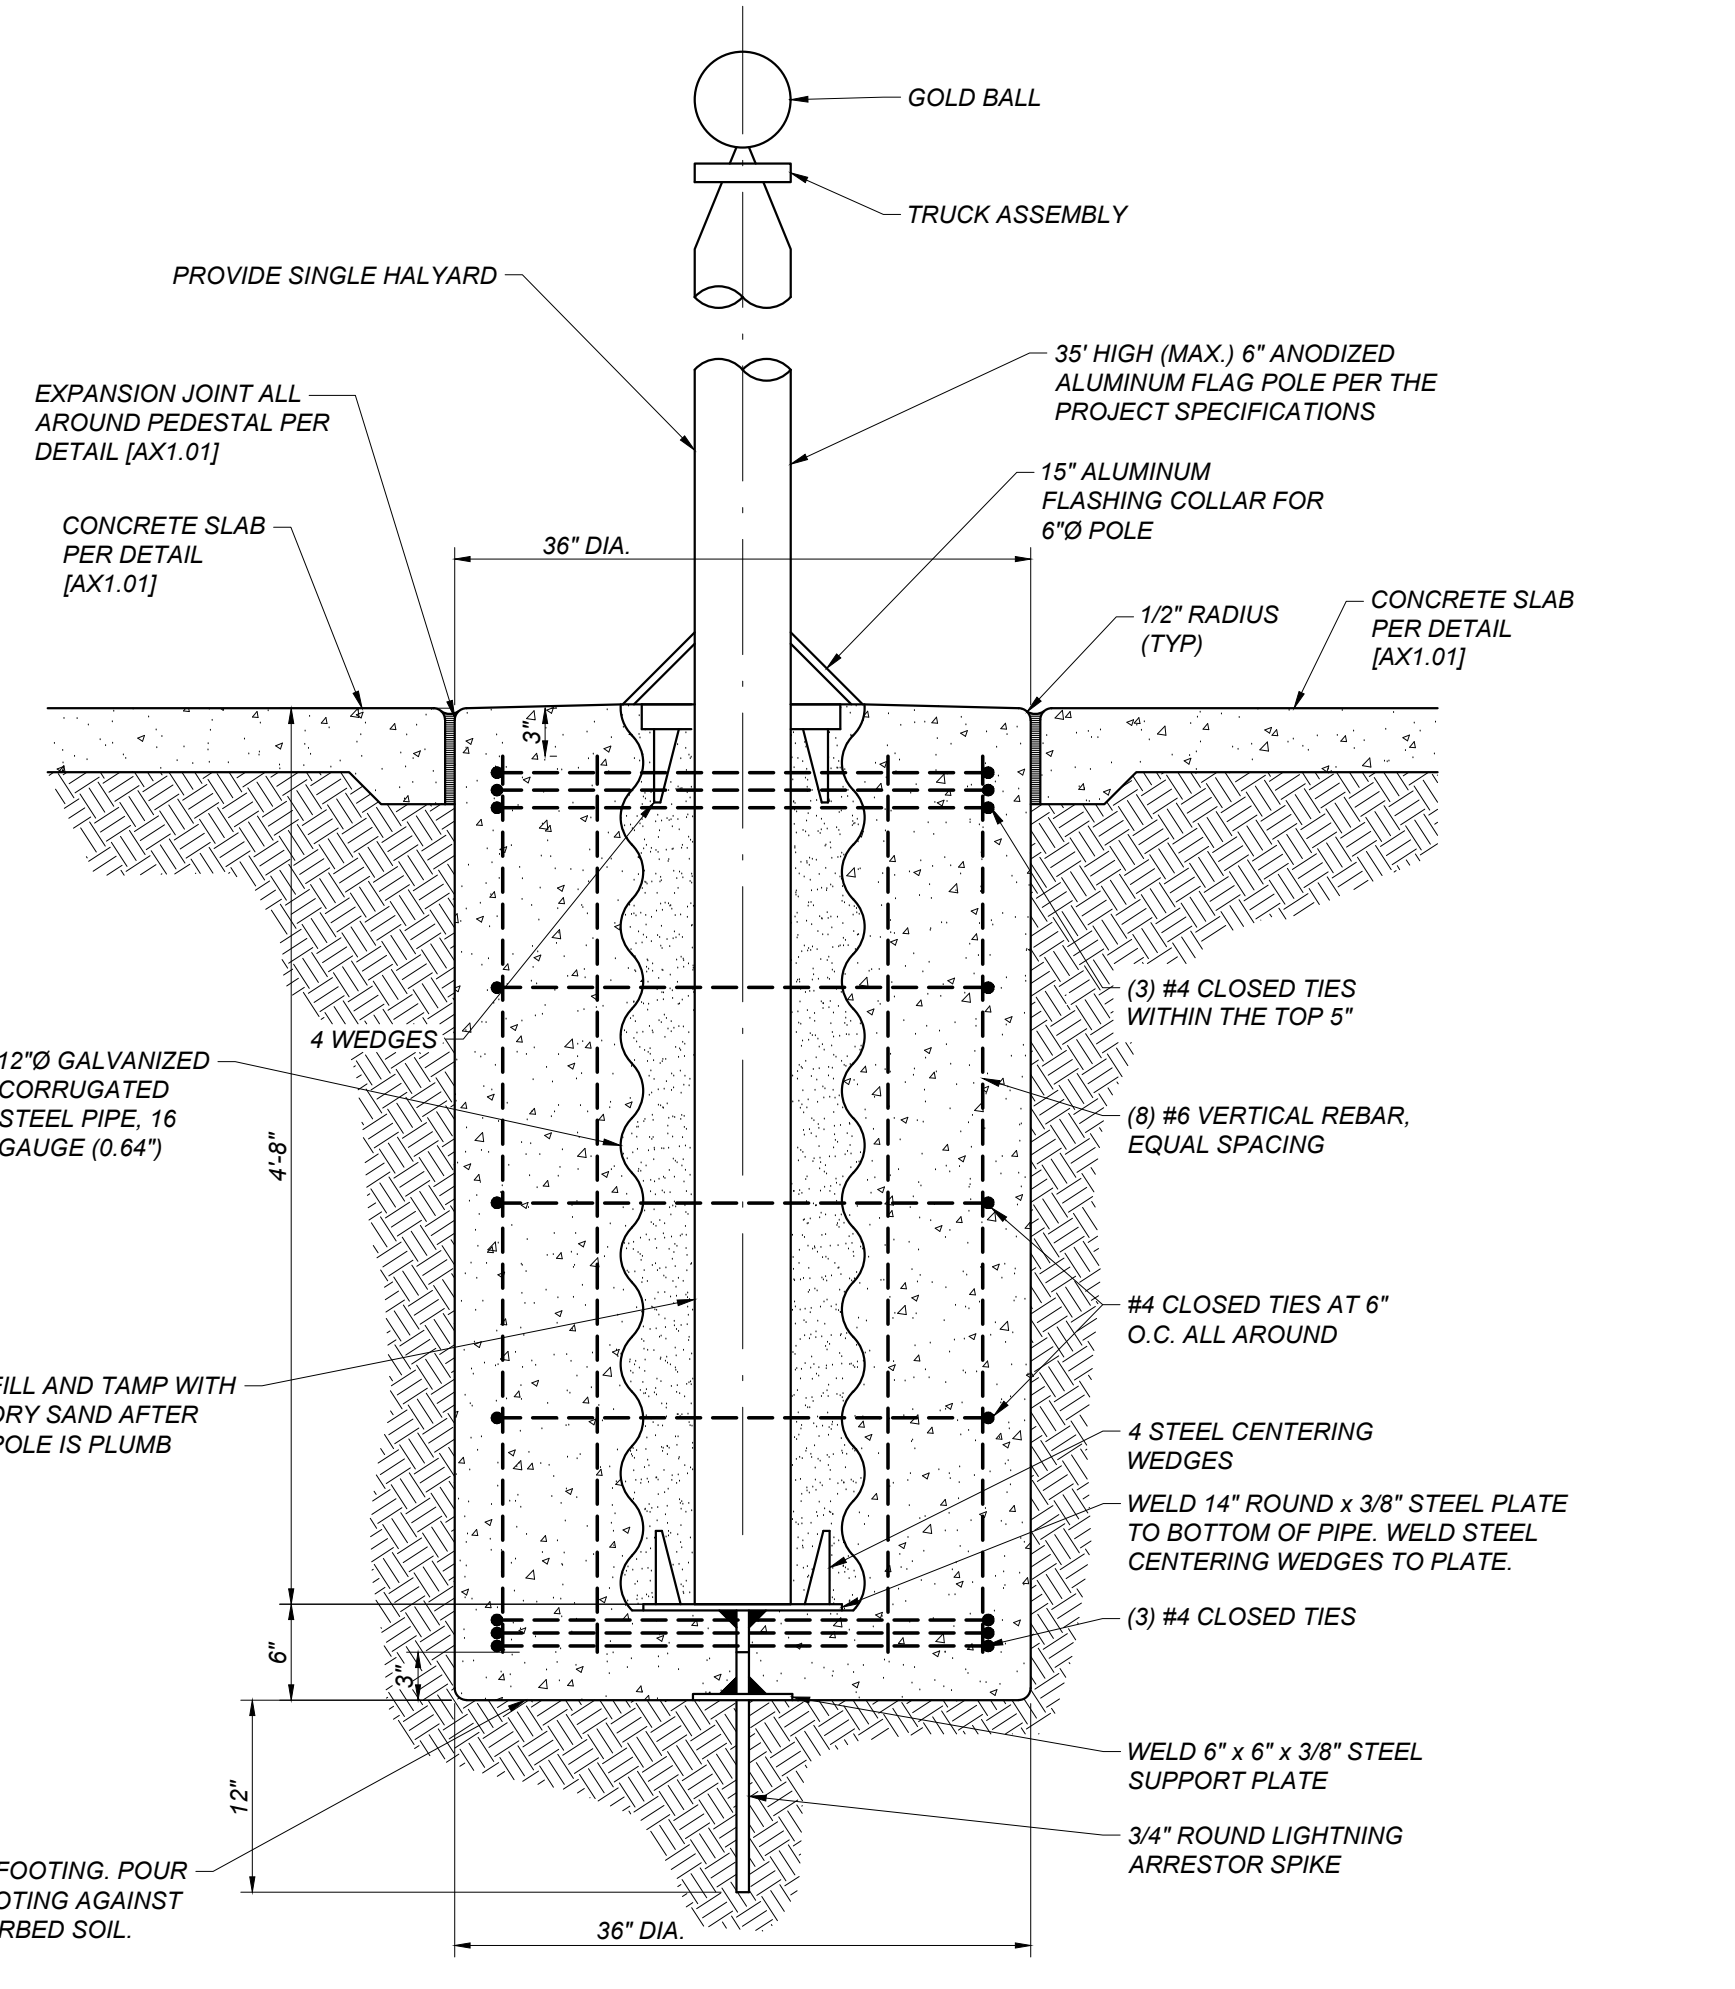 GOLD BALL
TRUCK ASSEMBLY
PROVIDE SINGLE HALYARD
35' HIGH (MAX.) 6" ANODIZED
ALUMINUM FLAG POLE PER THE
PROJECT SPECIFICATIONS
EXPANSION JOINT ALL
AROUND PEDESTAL PER
DETAIL [AX1.01]
15" ALUMINUM
FLASHING COLLAR FOR
6"Ø POLE
CONCRETE SLAB
PER DETAIL
[AX1.01]
36" DIA.
1/2" RADIUS
(TYP)
CONCRETE SLAB
PER DETAIL
[AX1.01]
3"
(3) #4 CLOSED TIES
WITHIN THE TOP 5"
4 WEDGES
12"Ø GALVANIZED
CORRUGATED
STEEL PIPE, 16
GAUGE (0.64")
4'-8"
(8) #6 VERTICAL REBAR,
EQUAL SPACING
#4 CLOSED TIES AT 6"
O.C. ALL AROUND
FILL AND TAMP WITH
DRY SAND AFTER
POLE IS PLUMB
4 STEEL CENTERING
WEDGES
WELD 14" ROUND x 3/8" STEEL PLATE
TO BOTTOM OF PIPE. WELD STEEL
CENTERING WEDGES TO PLATE.
(3) #4 CLOSED TIES
6"
3"
WELD 6" x 6" x 3/8" STEEL
SUPPORT PLATE
12"
3/4" ROUND LIGHTNING
ARRESTOR SPIKE
FOOTING. POUR
OTING AGAINST
RBED SOIL.
36" DIA.